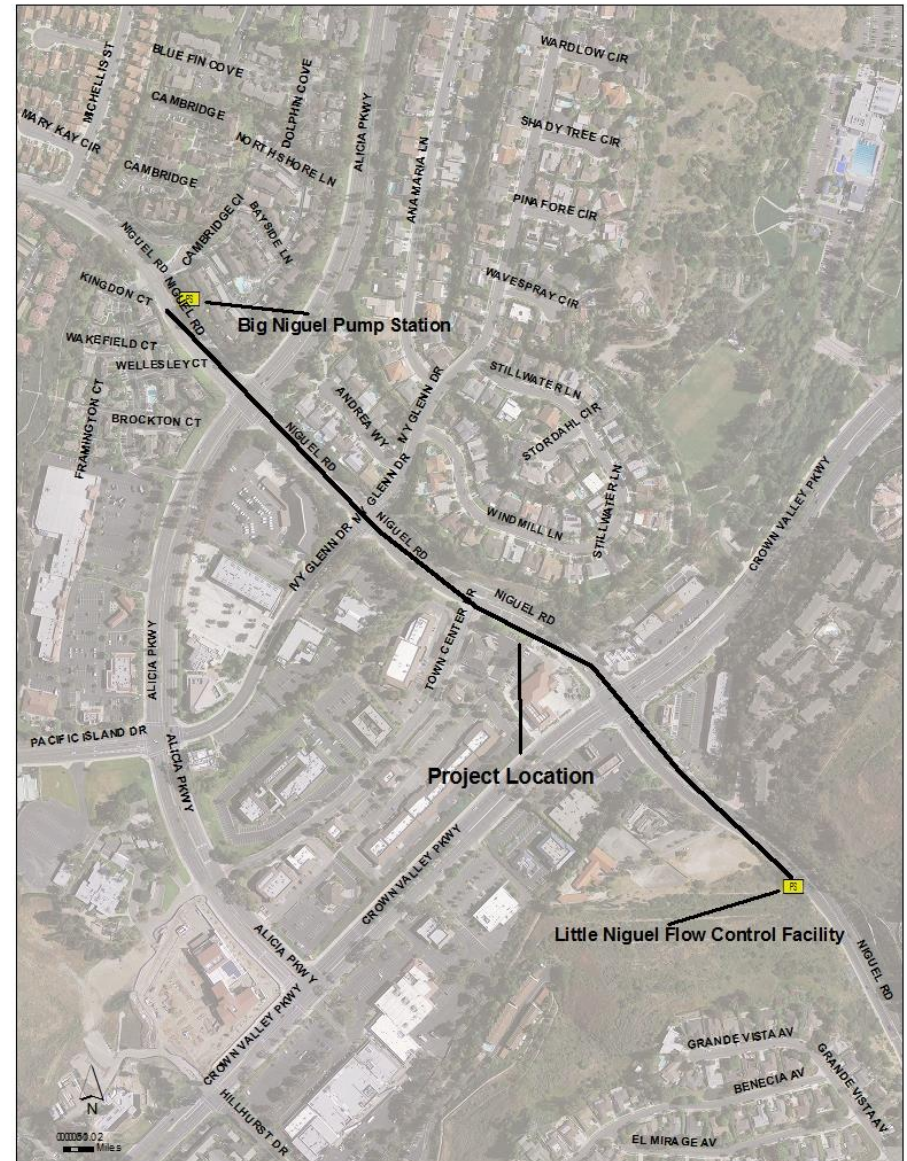 WARDLOW CIR
BLUE FIN COVE
MICHELLIS ST
DOLPHIN COVE
ALICIA PKWY
CAMBRIDGE
ANA MARIA LN
SHADY TREE CIR
MARY KAY CIR
NORTHSHORE LN
CAMBRIDGE
PINAFORE CIR
CAMBRIDGE CT
BAYSIDE LN
NIGUEL RD
WAVESPRAY CIR
KINGDON CT
NIGUEL RD
PS
Big Niguel Pump Station
WAKEFIELD CT
WELLESLEY CT
STILLWATER LN
IVY GLENN DR
ANDREA WY
STORDAHL CIR
FRAMINGTON CT
BROCKTON CT
NIGUEL RD
IVY GLENN DR
CROWN VALLEY PKWY
WINDMILL LN
STILLWATER LN
NIGUEL RD
IVY GLENN DR
NIGUEL RD
TOWN CENTER DR
ALICIA PKWY
PACIFIC ISLAND DR
ALICIA PKWY
Project Location
CROWN VALLEY PKWY
PS
Little Niguel Flow Control Facility
ALICIA PKWY
NIGUEL RD
CROWN VALLEY PKWY
GRANDE VISTA AV
GRANDE VISTA AV
BENECIA AV
N
HILLHURST DR
EL MIRAGE AV
Miles